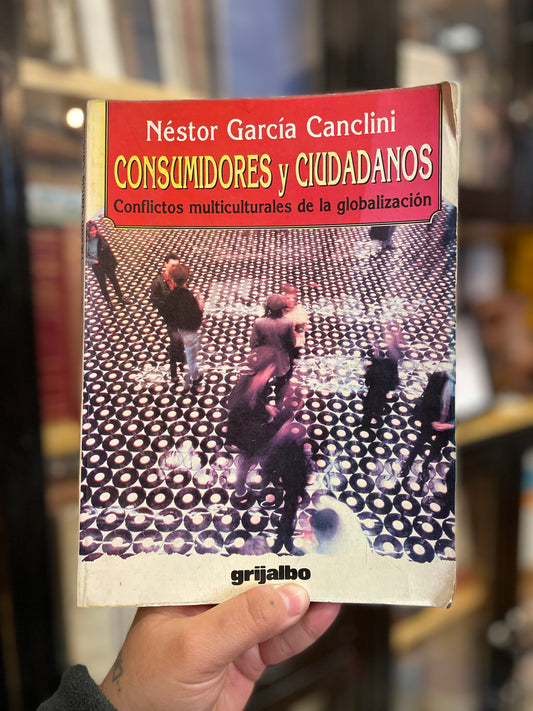 Néstor García Canclini
CONSUMIDORES y CIUDADANOS
Conflictos multiculturales de la globalización
grijalbo